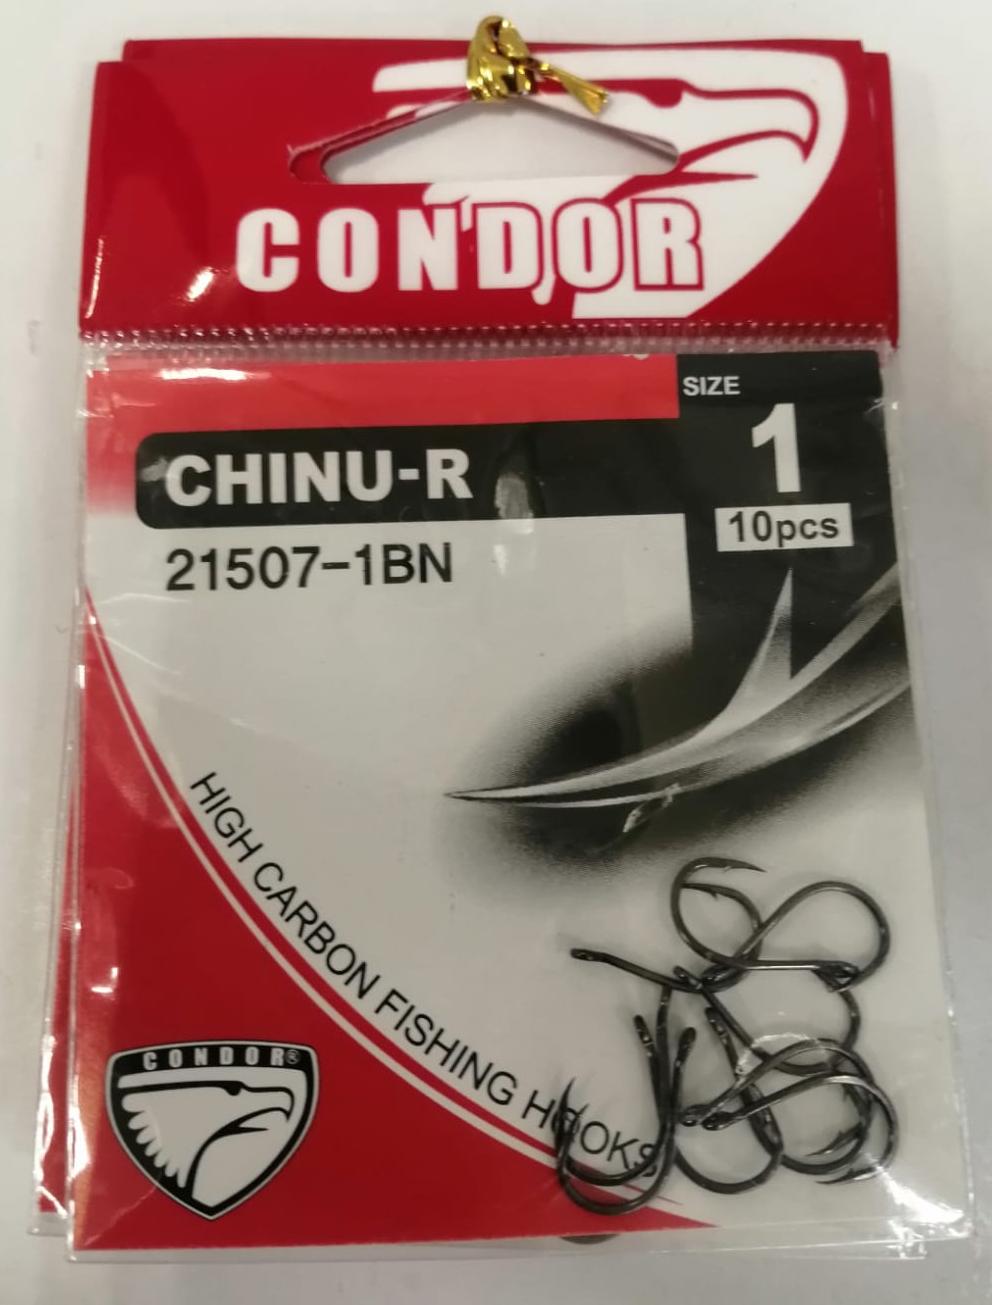 CONDOR
SIZE
1
10pcs
CHINU-R
21507-1BN
HIGH CARBON FISHING HOOKS
CONDOR®